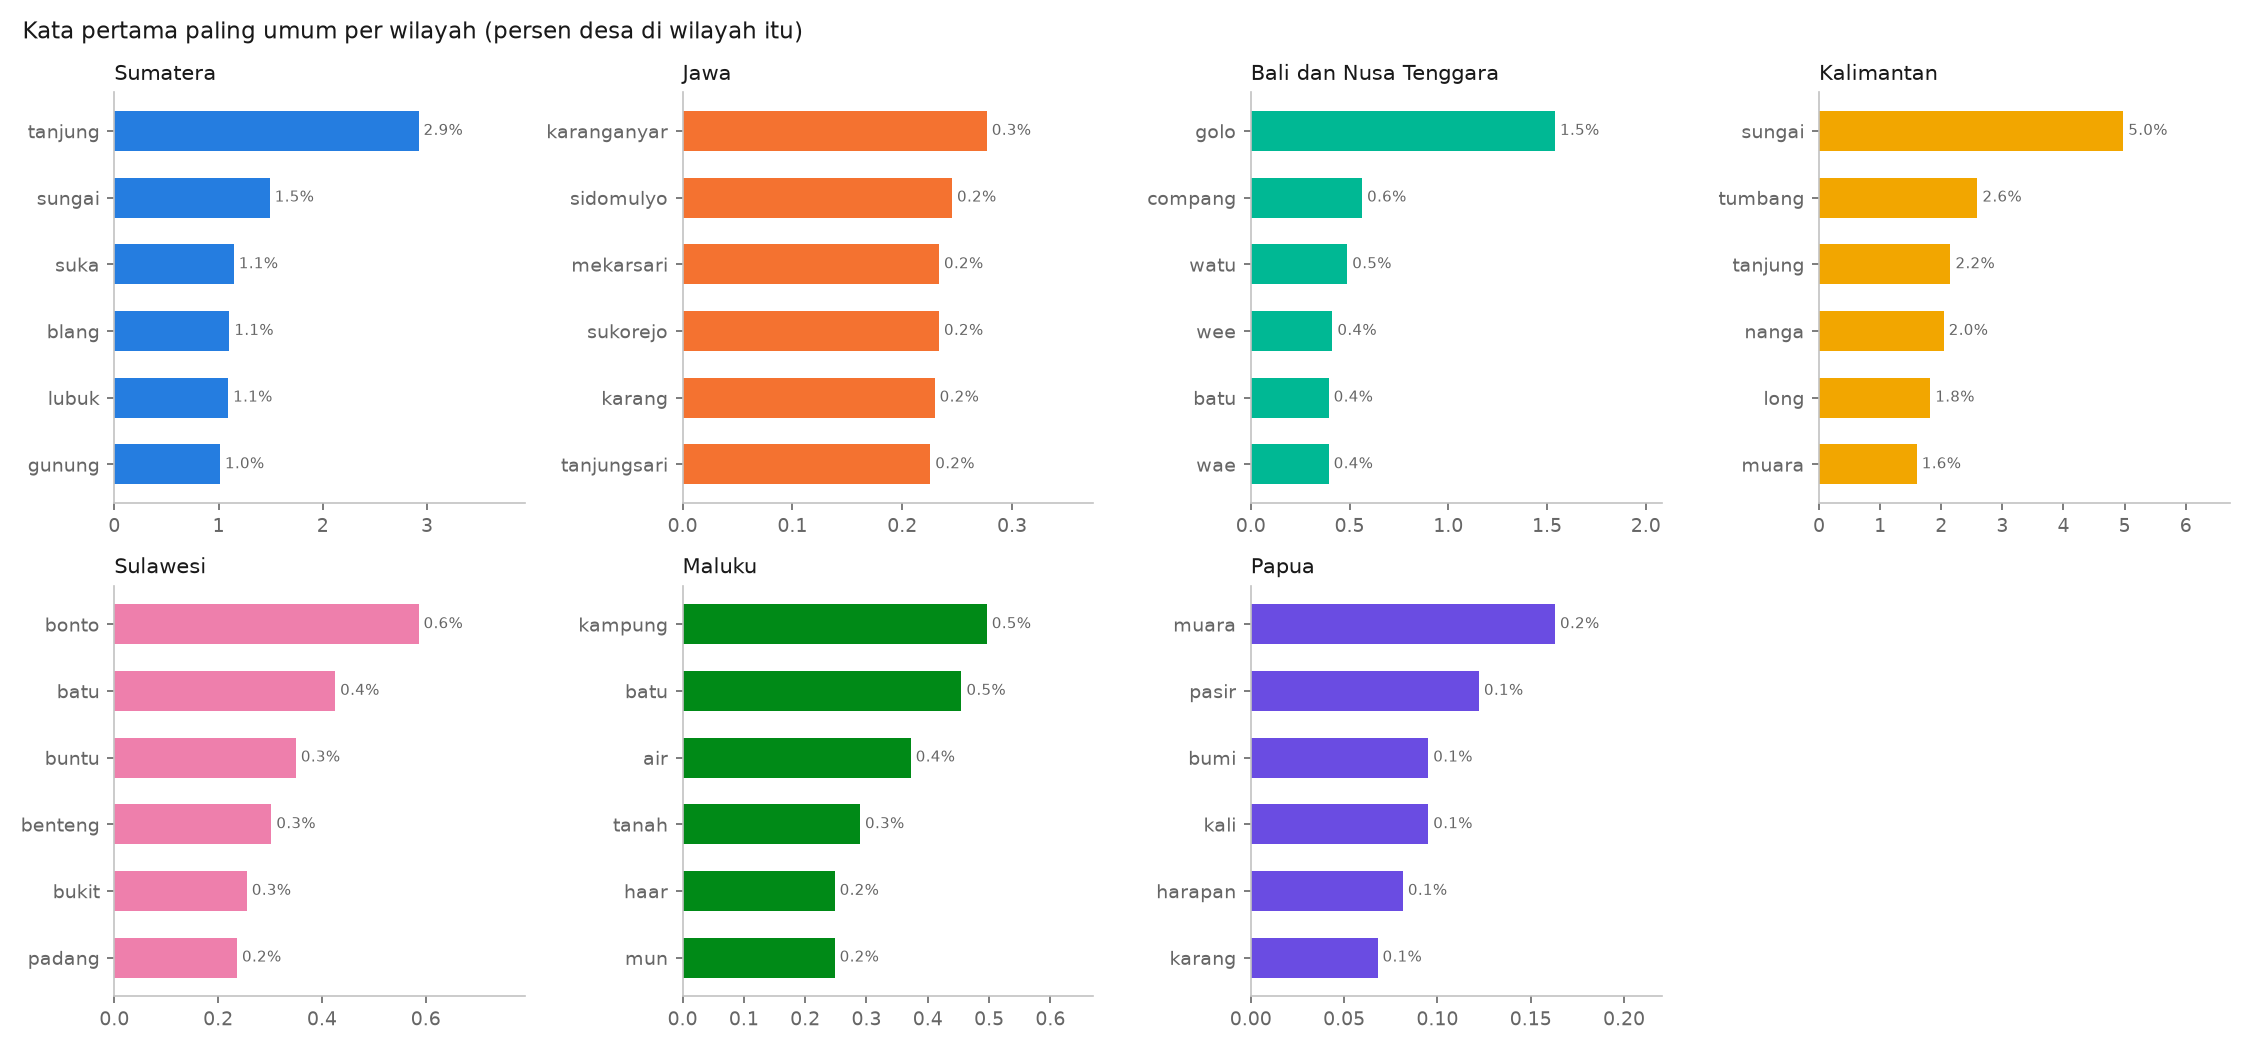 Kata pertama paling umum per wilayah (persen desa di wilayah itu)
Sumatera
tanjung 2.9%
sungai 1.5%
suka 1.1%
blang 1.1%
lubuk 1.1%
gunung 1.0%
0 1 2 3
Jawa
karanganyar 0.3%
sidomulyo 0.2%
mekarsari 0.2%
sukorejo 0.2%
karang 0.2%
tanjungsari 0.2%
0.0 0.1 0.2 0.3
Bali dan Nusa Tenggara
golo 1.5%
compang 0.6%
watu 0.5%
wee 0.4%
batu 0.4%
wae 0.4%
0.0 0.5 1.0 1.5 2.0
Kalimantan
sungai 5.0%
tumbang 2.6%
tanjung 2.2%
nanga 2.0%
long 1.8%
muara 1.6%
0 1 2 3 4 5 6
Sulawesi
bonto 0.6%
batu 0.4%
buntu 0.3%
benteng 0.3%
bukit 0.3%
padang 0.2%
0.0 0.2 0.4 0.6
Maluku
kampung 0.5%
batu 0.5%
air 0.4%
tanah 0.3%
haar 0.2%
mun 0.2%
0.0 0.1 0.2 0.3 0.4 0.5 0.6
Papua
muara 0.2%
pasir 0.1%
bumi 0.1%
kali 0.1%
harapan 0.1%
karang 0.1%
0.00 0.05 0.10 0.15 0.20